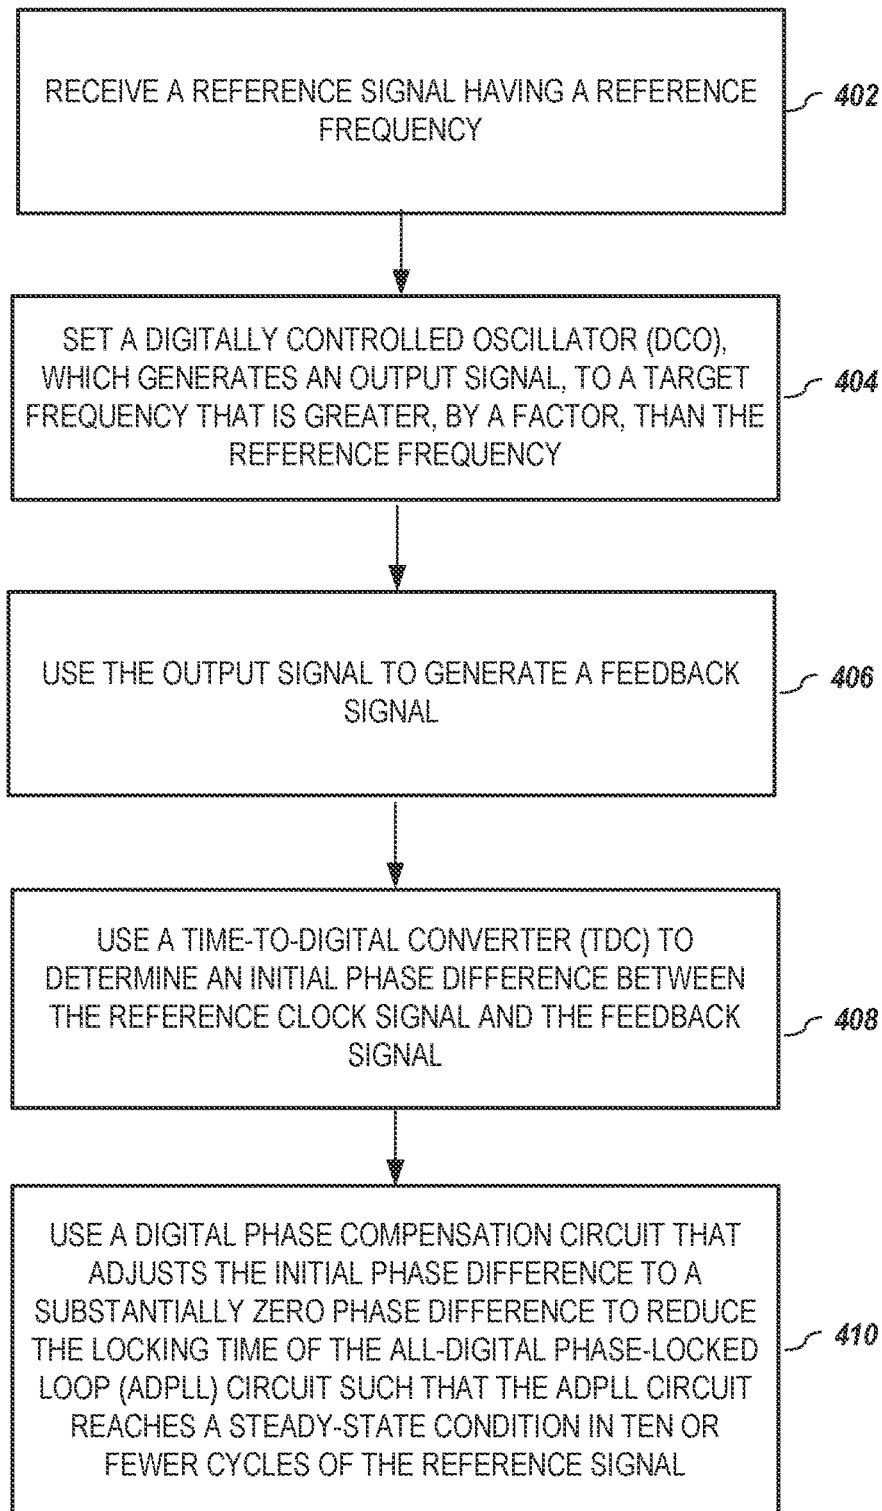 RECEIVE A REFERENCE SIGNAL HAVING A REFERENCE
FREQUENCY
402
SET A DIGITALLY CONTROLLED OSCILLATOR (DCO),
WHICH GENERATES AN OUTPUT SIGNAL, TO A TARGET
FREQUENCY THAT IS GREATER, BY A FACTOR, THAN THE
REFERENCE FREQUENCY
404
USE THE OUTPUT SIGNAL TO GENERATE A FEEDBACK
SIGNAL
406
USE A TIME-TO-DIGITAL CONVERTER (TDC) TO
DETERMINE AN INITIAL PHASE DIFFERENCE BETWEEN
THE REFERENCE CLOCK SIGNAL AND THE FEEDBACK
SIGNAL
408
USE A DIGITAL PHASE COMPENSATION CIRCUIT THAT
ADJUSTS THE INITIAL PHASE DIFFERENCE TO A
SUBSTANTIALLY ZERO PHASE DIFFERENCE TO REDUCE
THE LOCKING TIME OF THE ALL-DIGITAL PHASE-LOCKED
LOOP (ADPLL) CIRCUIT SUCH THAT THE ADPLL CIRCUIT
REACHES A STEADY-STATE CONDITION IN TEN OR
FEWER CYCLES OF THE REFERENCE SIGNAL
410